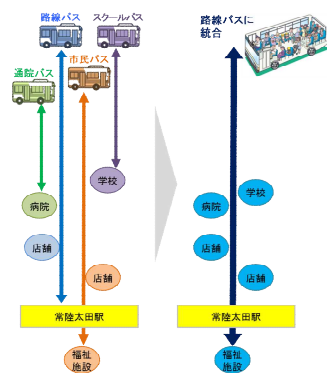 路線バス
スクールバス
通院バス
市民バス
学校
病院
店舗
店舗
常陸太田駅
福祉
施設
路線バスに
統合
学校
病院
店舗
店舗
常陸太田駅
福祉
施設